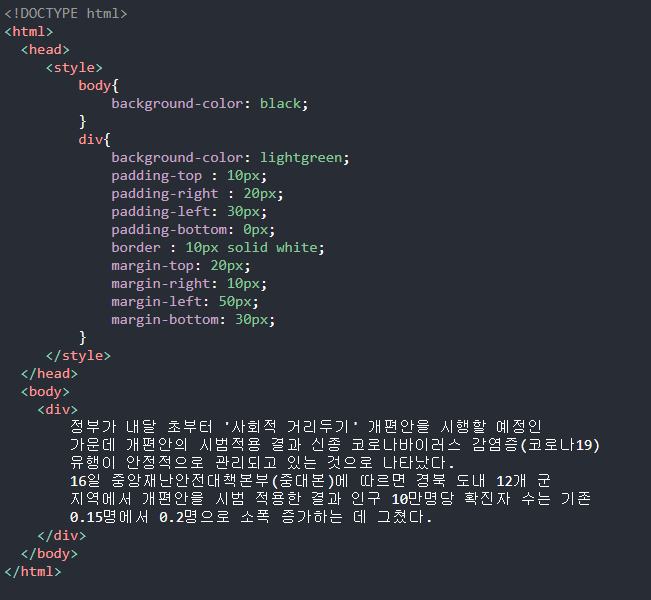 <!DOCTYPE html>
<html>
<head>
<style>
body{
background-color: black;
}
div{
background-color: lightgreen;
padding-top : 10px;
padding-right : 20px;
padding-left: 30px;
padding-bottom: 0px;
border : 10px solid white;
margin-top: 20px;
margin-right: 10px;
margin-left: 50px;
margin-bottom: 30px;
}
</style>
</head>
<body>
<div>
정부가 내달 초부터 '사회적 거리두기' 개편안을 시행할 예정인
가운데 개편안의 시범적용 결과 신종 코로나바이러스 감염증(코로나19)
유행이 안정적으로 관리되고 있는 것으로 나타났다.
16일 중앙재난안전대책본부(중대본)에 따르면 경북 도내 12개 군
지역에서 개편안을 시범 적용한 결과 인구 10만명당 확진자 수는 기존
0.15명에서 0.2명으로 소폭 증가하는 데 그쳤다.
</div>
</body>
</html>